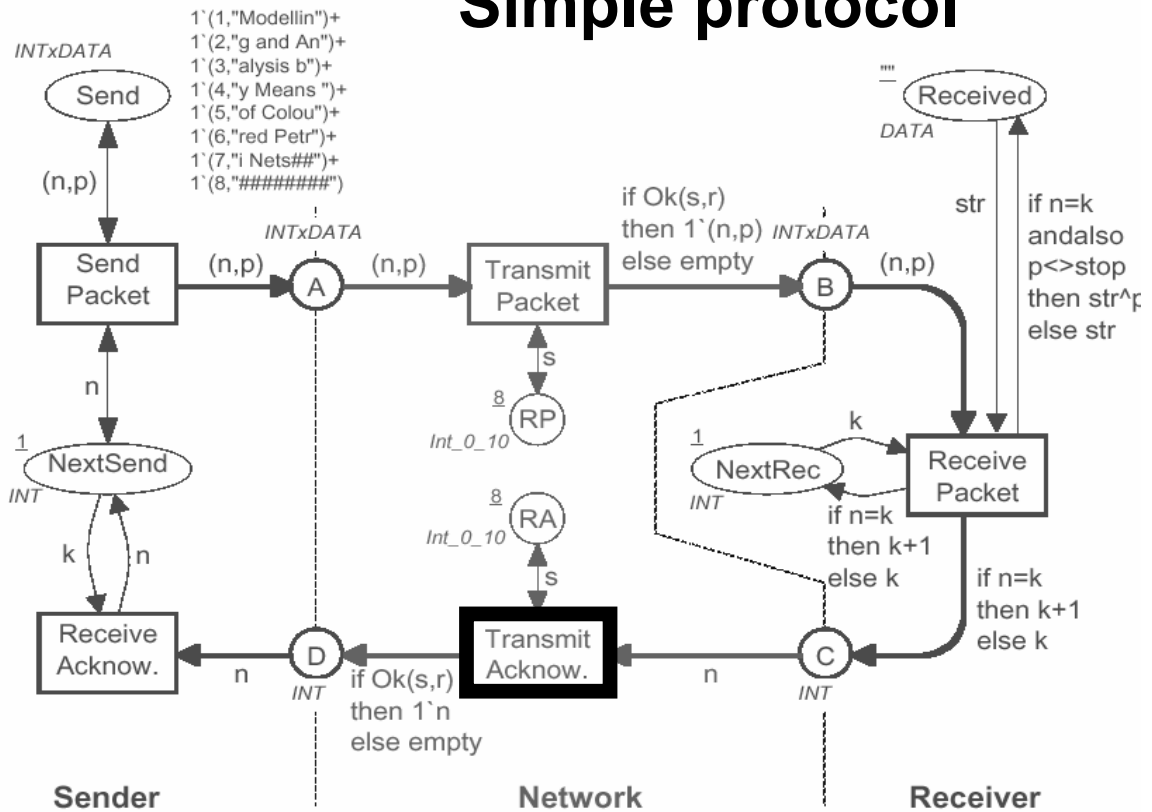 Simple protocol
1`(1,"Modellin")+
1`(2,"g and An")+
1`(3,"alysis b")+
1`(4,"y Means ")+
1`(5,"of Colou")+
1`(6,"red Petr")+
1`(7,"i Nets##")+
1`(8,"########")
INTxDATA
Send
(n,p)
Send
Packet
(n,p)
INTxDATA
A
(n,p)
Transmit
Packet
if Ok(s,r)
then 1`(n,p)
else empty
INTxDATA
B
(n,p)
""
Received
DATA
str
if n=k
andalso
p<>stop
then str^p
else str
n
s
8
RP
Int_0_10
1
NextSend
INT
8
RA
Int_0_10
s
1
NextRec
INT
k
Receive
Packet
if n=k
then k+1
else k
if n=k
then k+1
else k
k
n
Receive
Acknow.
n
D
INT
if Ok(s,r)
then 1`n
else empty
Transmit
Acknow.
n
C
INT
Sender
Network
Receiver